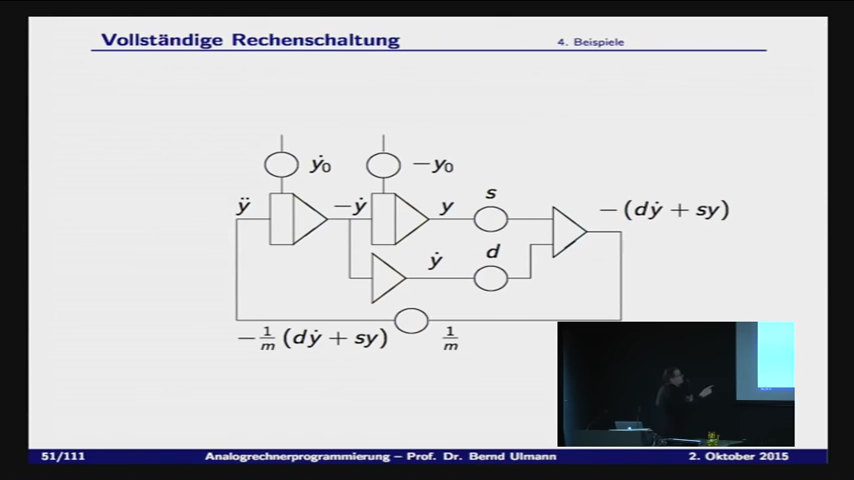 Vollständige Rechenschaltung
4. Beispiele
ẏ₀
−y₀
ÿ
−ẏ
y
s
−(dẏ + sy)
ẏ
d
−1/m (dẏ + sy)
1/m
51/111
Analogrechnerprogrammierung – Prof. Dr. Bernd Ulmann
2. Oktober 2015